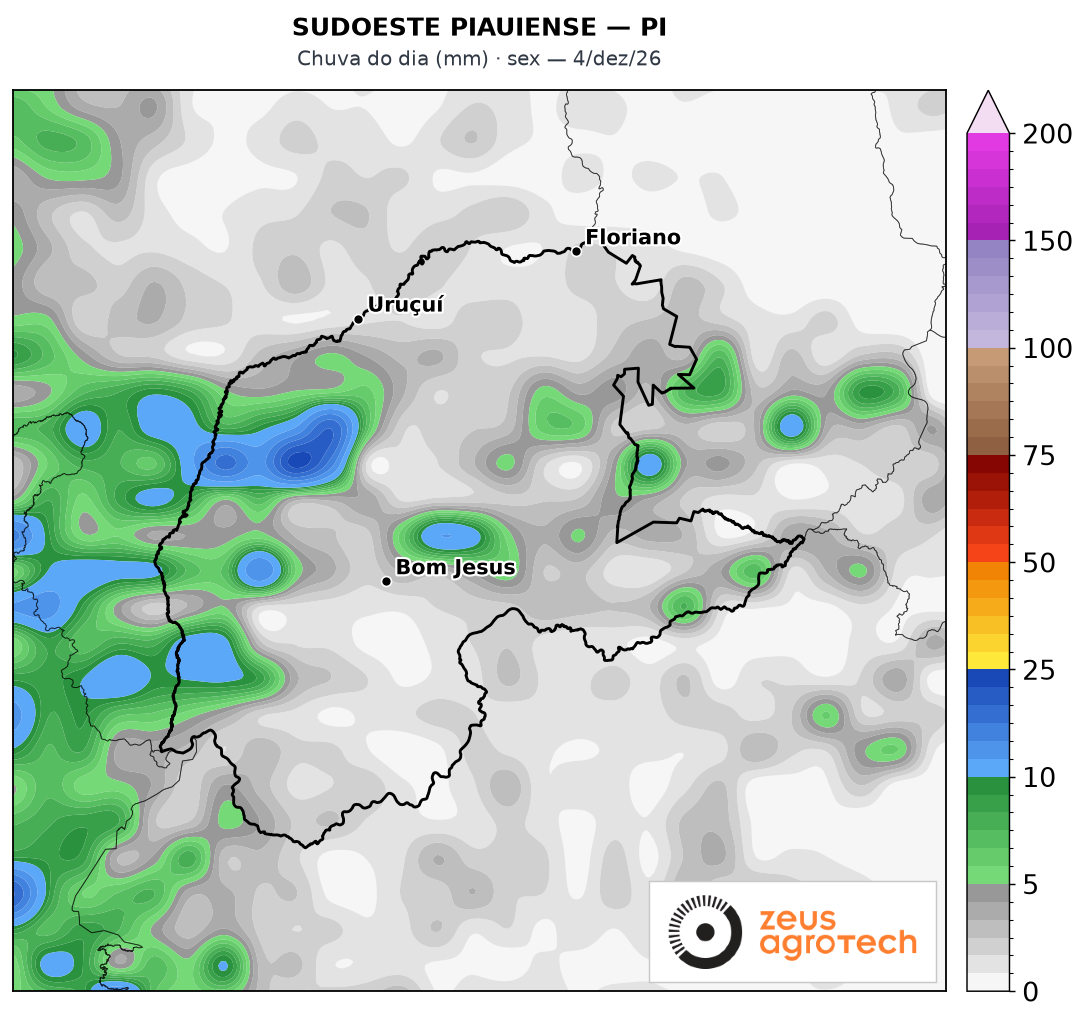 SUDOESTE PIAUIENSE — PI
Chuva do dia (mm) · sex — 4/dez/26
Floriano
Uruçuí
Bom Jesus
200
150
100
75
50
25
10
5
0
zeus
agrotech